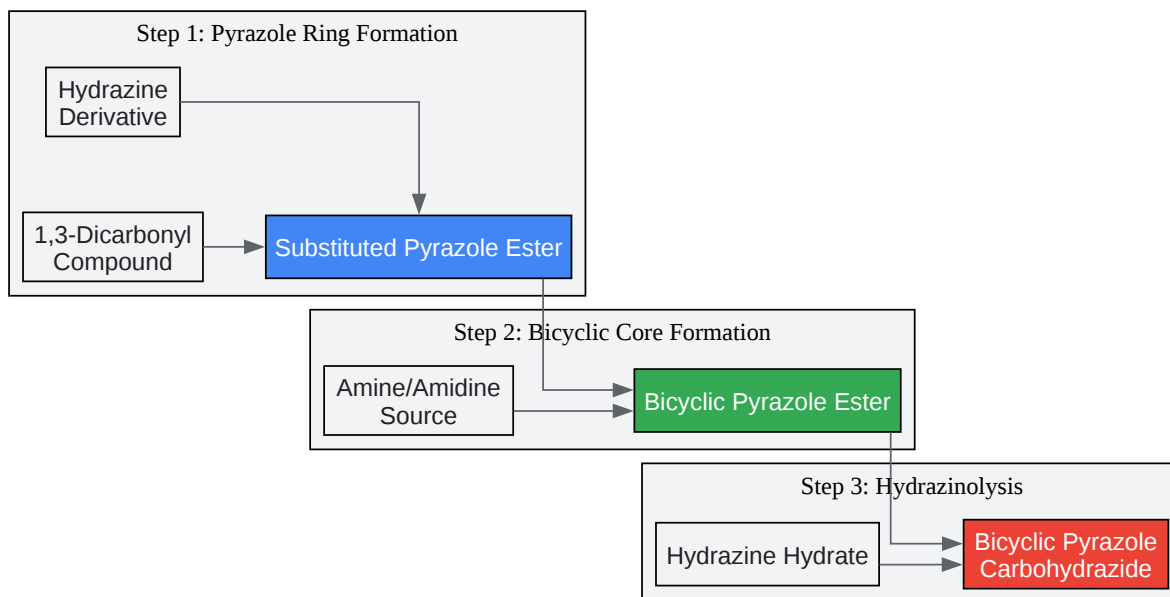 Step 1: Pyrazole Ring Formation
Hydrazine
Derivative
1,3-Dicarbonyl
Compound
Substituted Pyrazole Ester
Step 2: Bicyclic Core Formation
Amine/Amidine
Source
Bicyclic Pyrazole Ester
Step 3: Hydrazinolysis
Hydrazine Hydrate
Bicyclic Pyrazole
Carbohydrazide